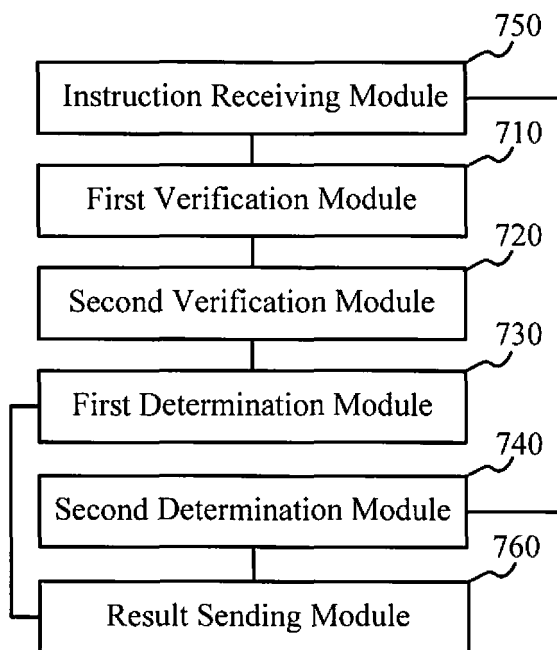 750
Instruction Receiving Module
710
First Verification Module
720
Second Verification Module
730
First Determination Module
740
Second Determination Module
760
Result Sending Module